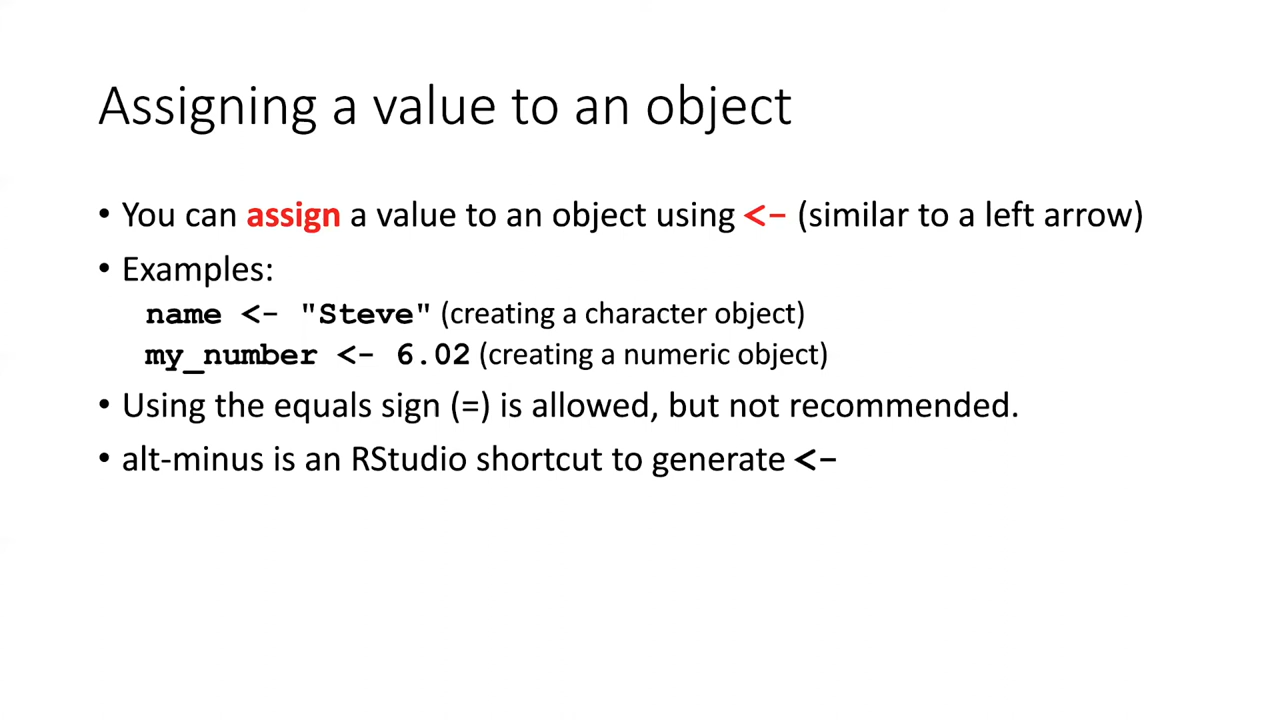 Assigning a value to an object
• You can assign a value to an object using <- (similar to a left arrow)
• Examples:
name <- "Steve" (creating a character object)
my_number <- 6.02 (creating a numeric object)
• Using the equals sign (=) is allowed, but not recommended.
• alt-minus is an RStudio shortcut to generate <-